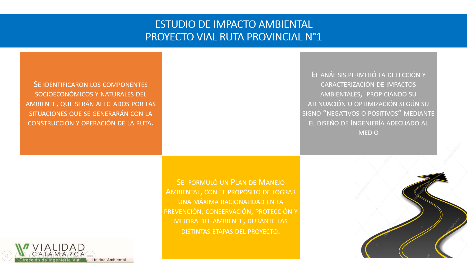 ESTUDIO DE IMPACTO AMBIENTAL
PROYECTO VIAL RUTA PROVINCIAL N°1
SE IDENTIFICARON LOS COMPONENTES
SOCIOECONÓMICOS Y NATURALES DEL
AMBIENTE, QUE SERÁN AFECTADOS POR LAS
SITUACIONES QUE SE GENERARÁN CON LA
CONSTRUCCIÓN Y OPERACIÓN DE LA RUTA.
EL ANÁLISIS PERMITIÓ LA DETECCIÓN Y
CARACTERIZACIÓN DE IMPACTOS
AMBIENTALES, PROPICIANDO SU
ATENUACIÓN U OPTIMIZACIÓN SEGÚN SU
SIGNO "NEGATIVOS O POSITIVOS" MEDIANTE
EL DISEÑO DE INGENIERÍA ADECUADO AL
MEDIO
SE FORMULÓ UN PLAN DE MANEJO
AMBIENTAL, CON EL PROPÓSITO DE LOGRAR
UNA MÁXIMA RACIONALIDAD EN LA
PREVENCIÓN, CONSERVACIÓN, PROTECCIÓN Y
MEJORA DEL AMBIENTE, DURANTE LAS
DISTINTAS ETAPAS DEL PROYECTO.
VIALIDAD
CATAMARCA
Ambiental